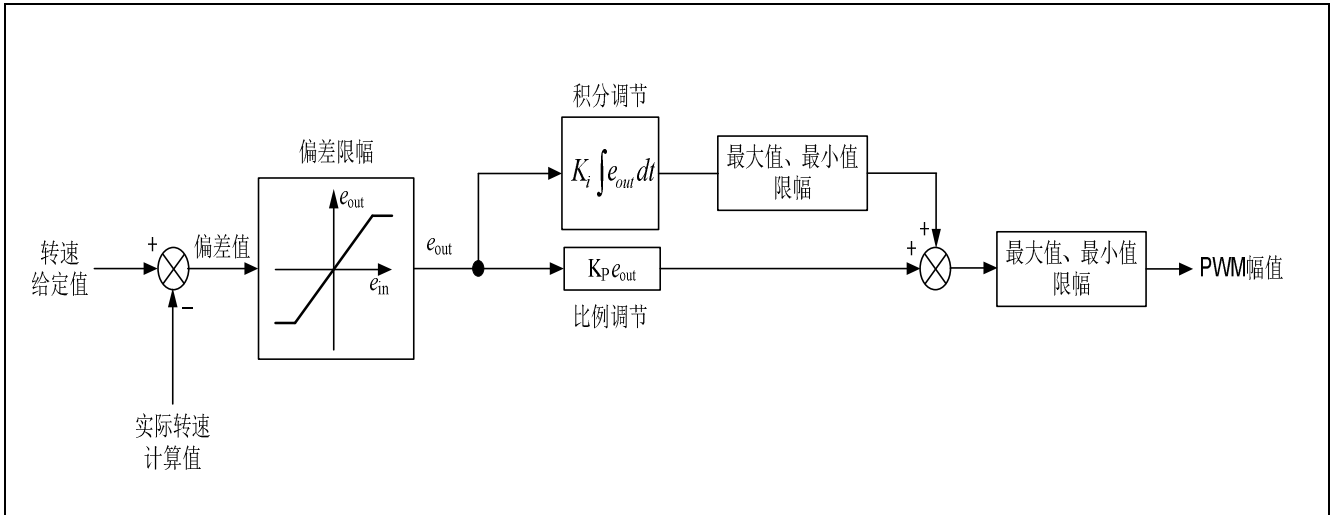 积分调节
偏差限幅
K_i ∫ e_out dt
最大值、最小值
限幅
e_out
转速
给定值
+
偏差值
e_in
e_out
K_P e_out
比例调节
+
+
最大值、最小值
限幅
PWM幅值
−
实际转速
计算值